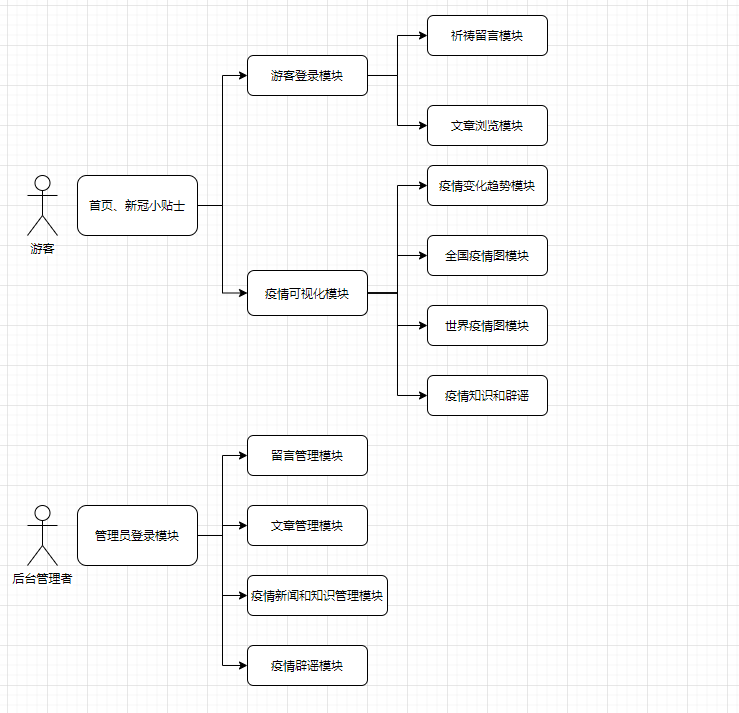 祈祷留言模块
游客登录模块
文章浏览模块
疫情变化趋势模块
首页、新冠小贴士
游客
全国疫情图模块
疫情可视化模块
世界疫情图模块
疫情知识和辟谣
留言管理模块
文章管理模块
管理员登录模块
后台管理者
疫情新闻和知识管理模块
疫情辟谣模块